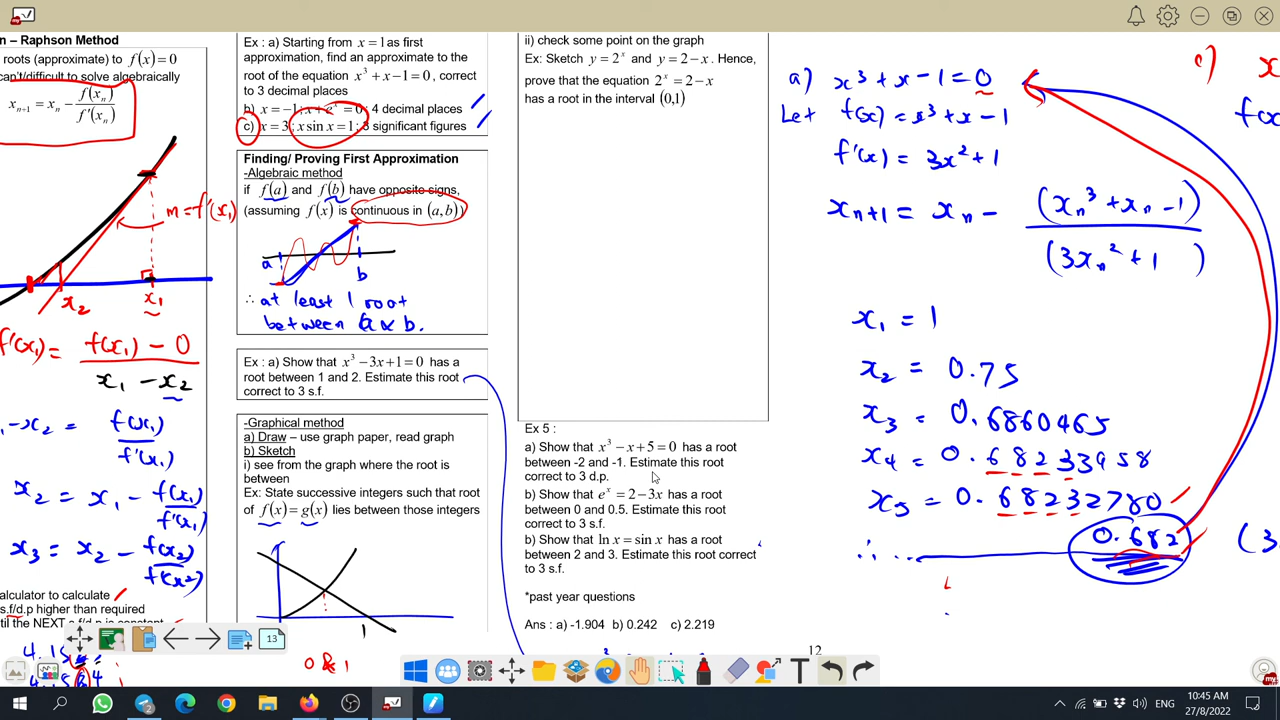 n – Raphson Method
roots (approximate) to f(x)=0
can't/difficult to solve algebraically
x_{n+1} = x_n − f(x_n)/f'(x_n)
m=f'(x₁)
x₂
x₁
f'(x₁) = (f(x₁) − 0)/(x₁ − x₂)
₁−x₂ = f(x₁)/f'(x₁)
x₂ = x₁ − f(x₁)/f'(x₁)
x₃ = x₂ − f(x₂)/f'(x₂)
calculator to calculate
s.f/d.p higher than required
ntil the NEXT s.f/d.p is constant
Ex : a) Starting from x = 1 as first
approximation, find an approximate to the
root of the equation x³ + x − 1 = 0, correct
to 3 decimal places
b) x = −1; x + eˣ = 0; 4 decimal places
c) x = 3; x sin x = 1; 3 significant figures
Finding/ Proving First Approximation
-Algebraic method
if f(a) and f(b) have opposite signs,
(assuming f(x) is continuous in (a,b))
a
b
∴ at least 1 root
between a & b.
Ex : a) Show that x³ − 3x + 1 = 0 has a
root between 1 and 2. Estimate this root
correct to 3 s.f.
-Graphical method
a) Draw – use graph paper, read graph
b) Sketch
i) see from the graph where the root is
between
Ex: State successive integers such that root
of f(x) = g(x) lies between those integers
1
0 & 1
ii) check some point on the graph
Ex: Sketch y = 2ˣ and y = 2 − x. Hence,
prove that the equation 2ˣ = 2 − x
has a root in the interval (0,1)
Ex 5 :
a) Show that x³ − x + 5 = 0 has a root
between -2 and -1. Estimate this root
correct to 3 d.p.
b) Show that eˣ = 2 − 3x has a root
between 0 and 0.5. Estimate this root
correct to 3 s.f.
b) Show that ln x = sin x has a root
between 2 and 3. Estimate this root correct
to 3 s.f.
*past year questions
Ans : a) -1.904 b) 0.242 c) 2.219
12
a) x³ + x − 1 = 0
Let f(x) = x³ + x − 1
f'(x) = 3x² + 1
x_{n+1} = x_n − (x_n³ + x_n − 1)/(3x_n² + 1)
x₁ = 1
x₂ = 0.75
x₃ = 0.6860465
x₄ = 0.68233958
x₅ = 0.68232780
∴ 0.682
c) x
f(x)
(3
13
10:45 AM
ENG
27/8/2022